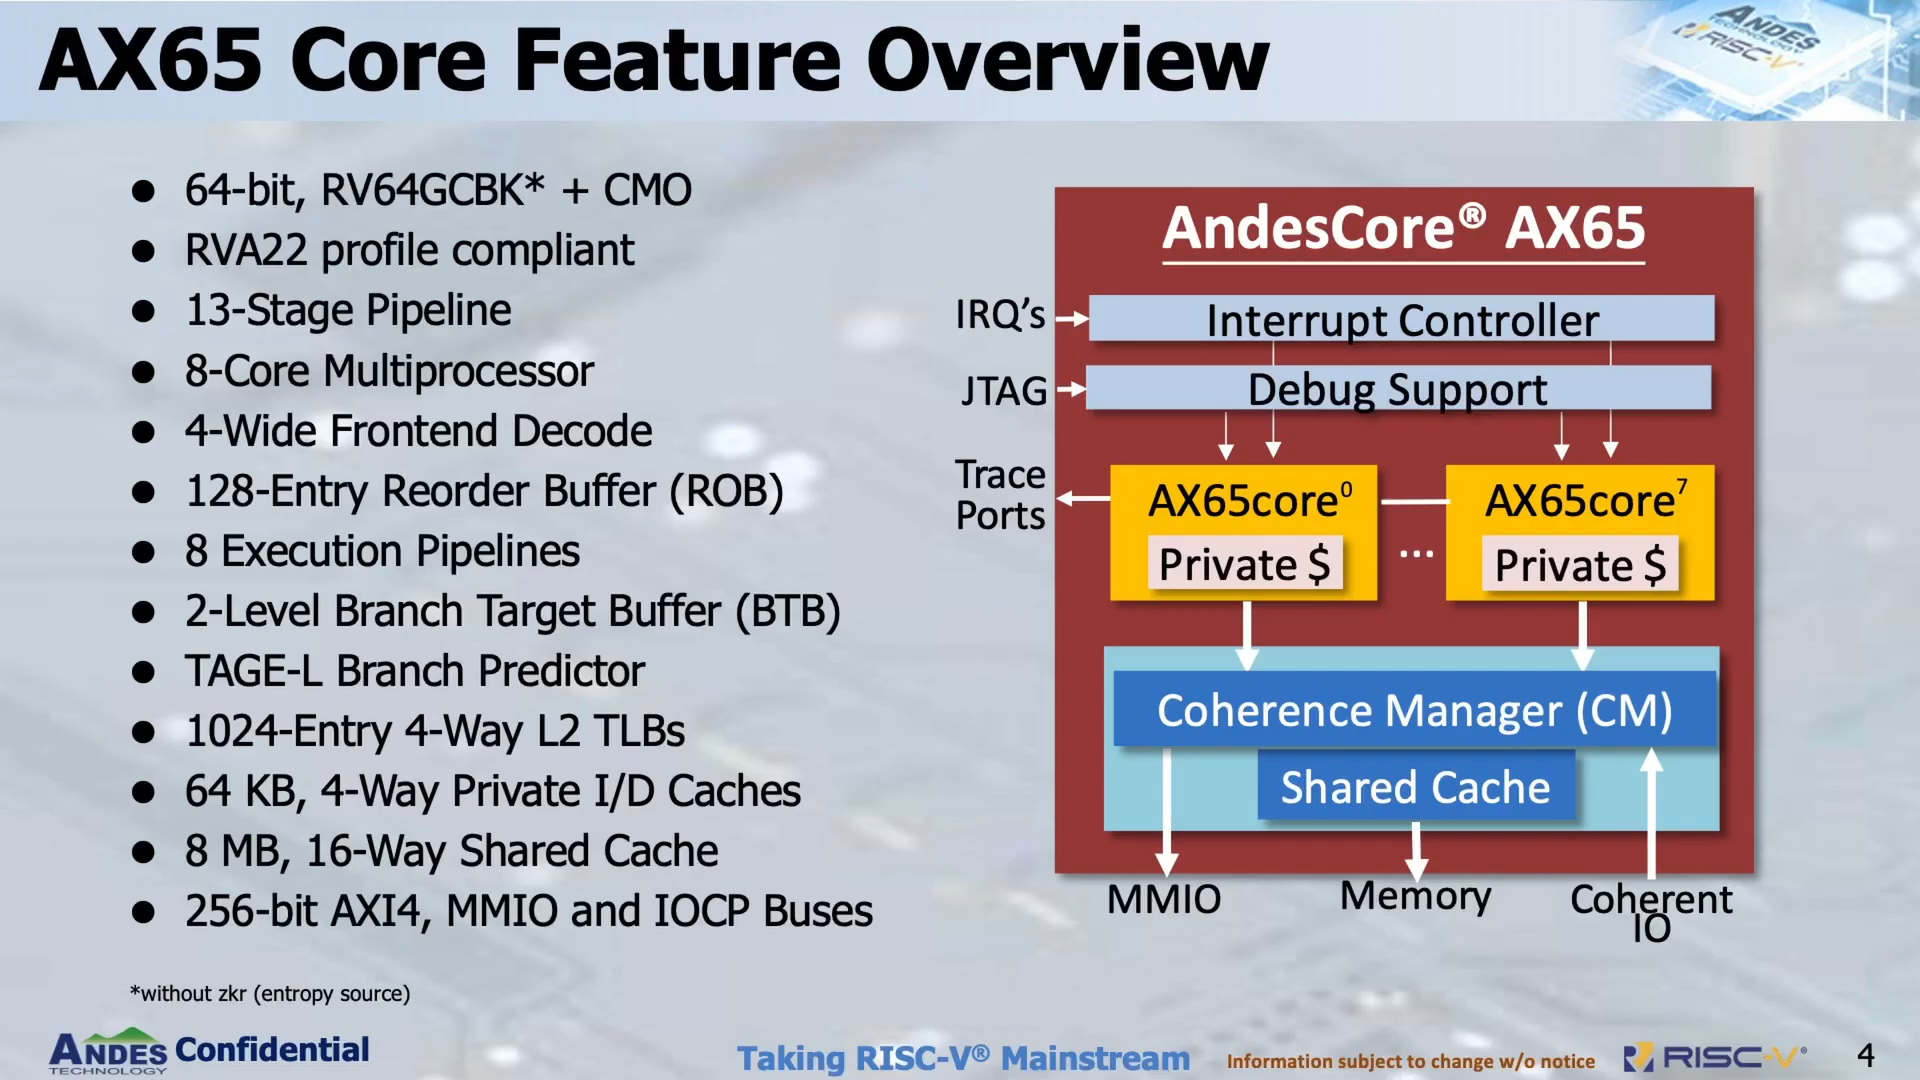 AX65 Core Feature Overview
ANDES
TECHNOLOGY
RISC-V
● 64-bit, RV64GCBK* + CMO
● RVA22 profile compliant
● 13-Stage Pipeline
● 8-Core Multiprocessor
● 4-Wide Frontend Decode
● 128-Entry Reorder Buffer (ROB)
● 8 Execution Pipelines
● 2-Level Branch Target Buffer (BTB)
● TAGE-L Branch Predictor
● 1024-Entry 4-Way L2 TLBs
● 64 KB, 4-Way Private I/D Caches
● 8 MB, 16-Way Shared Cache
● 256-bit AXI4, MMIO and IOCP Buses
*without zkr (entropy source)
AndesCore® AX65
IRQ’s
Interrupt Controller
JTAG
Debug Support
Trace
Ports
AX65core0
Private $
...
AX65core7
Private $
Coherence Manager (CM)
Shared Cache
MMIO
Memory
Coherent
IO
ANDES
TECHNOLOGY
Confidential
Taking RISC-V® Mainstream
Information subject to change w/o notice
RISC-V®
4